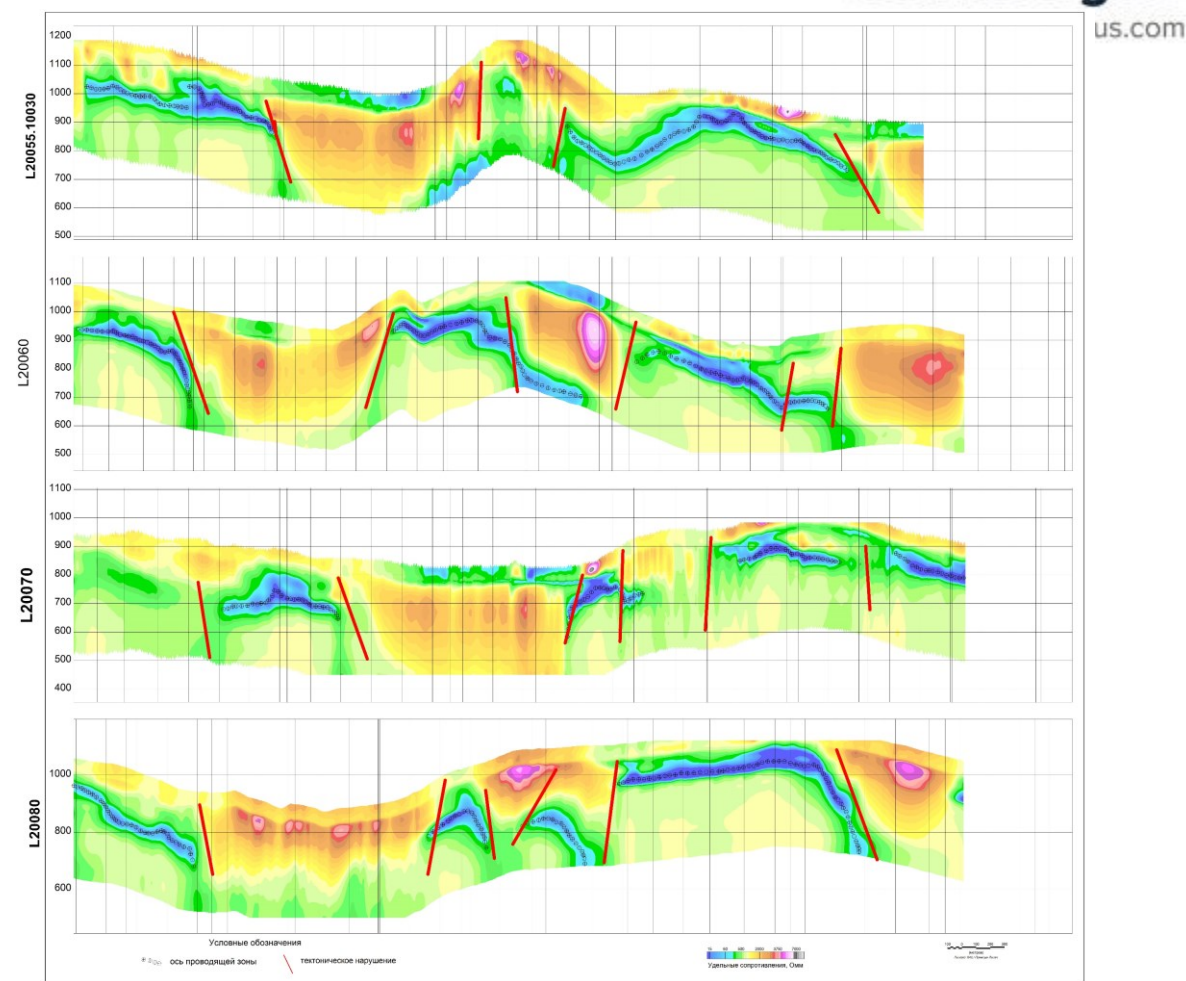 us.com
L20055.10030
1200
1100
1000
900
800
700
600
500
L20060
1100
1000
900
800
700
600
500
L20070
1100
1000
900
800
700
600
500
400
L20080
1000
800
600
Условные обозначения
ось проводящей зоны
тектоническое нарушение
Удельные сопротивления, Омм